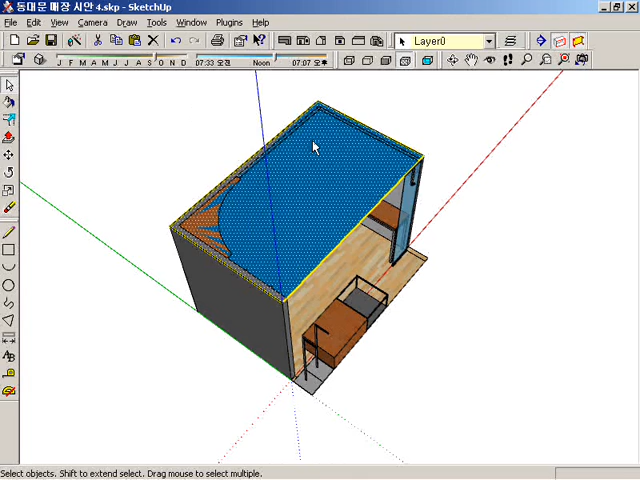 동대문 매장 시안 4.skp - SketchUp
File Edit View Camera Draw Tools Window Plugins Help
Layer0
J F M A M J J A S O N D 07:33 오전 07:07 오후
Select objects. Shift to extend select. Drag mouse to select multiple.